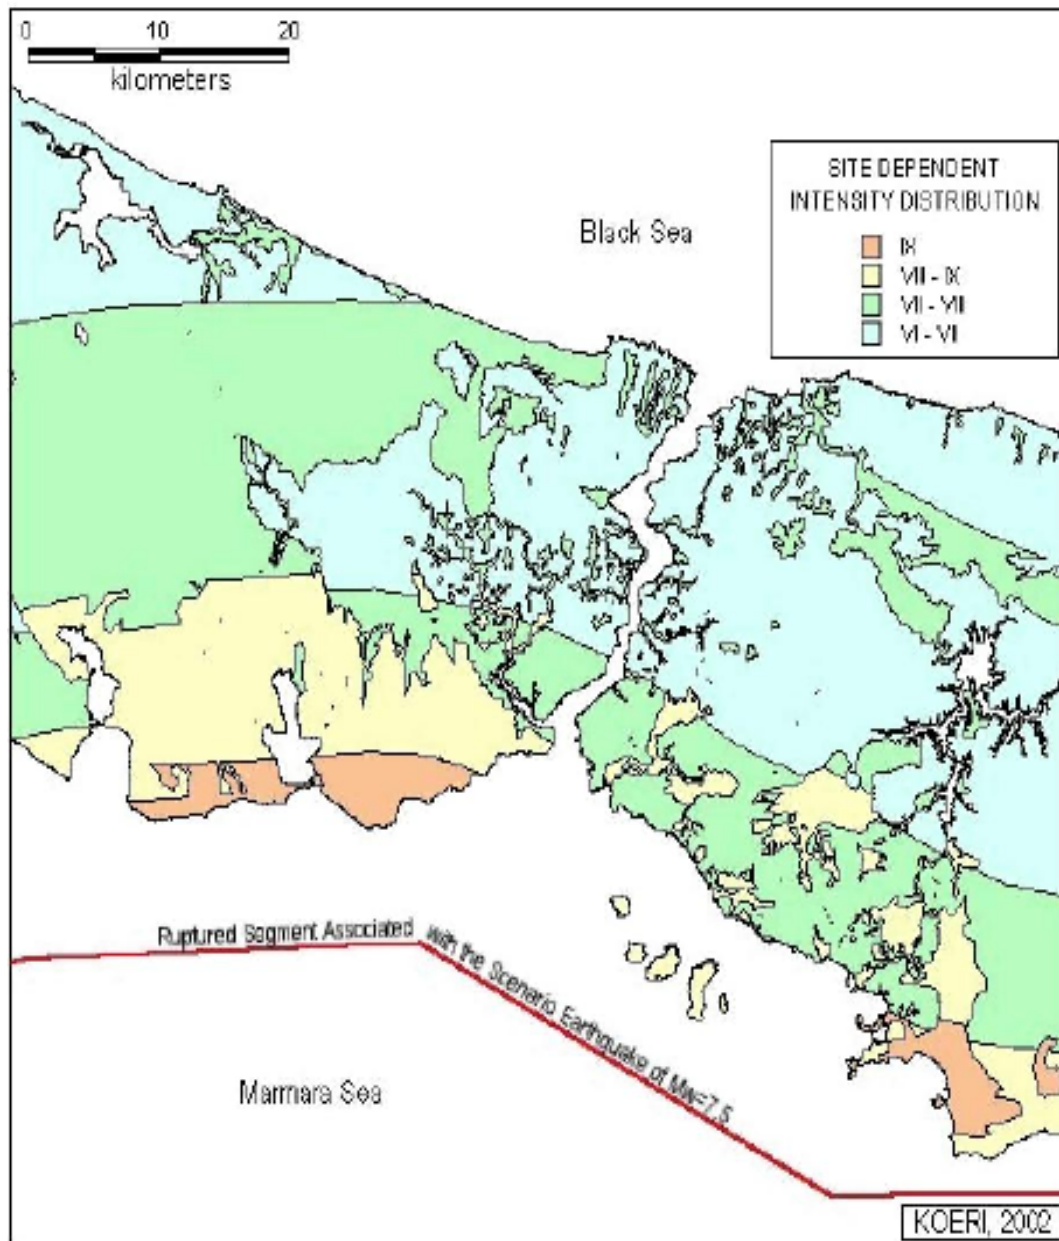 0 10 20
kilometers
SITE DEPENDENT
INTENSITY DISTRIBUTION
IX
VIII - IX
VII - VIII
VI - VII
Black Sea
Ruptured Segment Associated with the Scenario Earthquake of Mw=7.5
Marmara Sea
KOERI, 2002